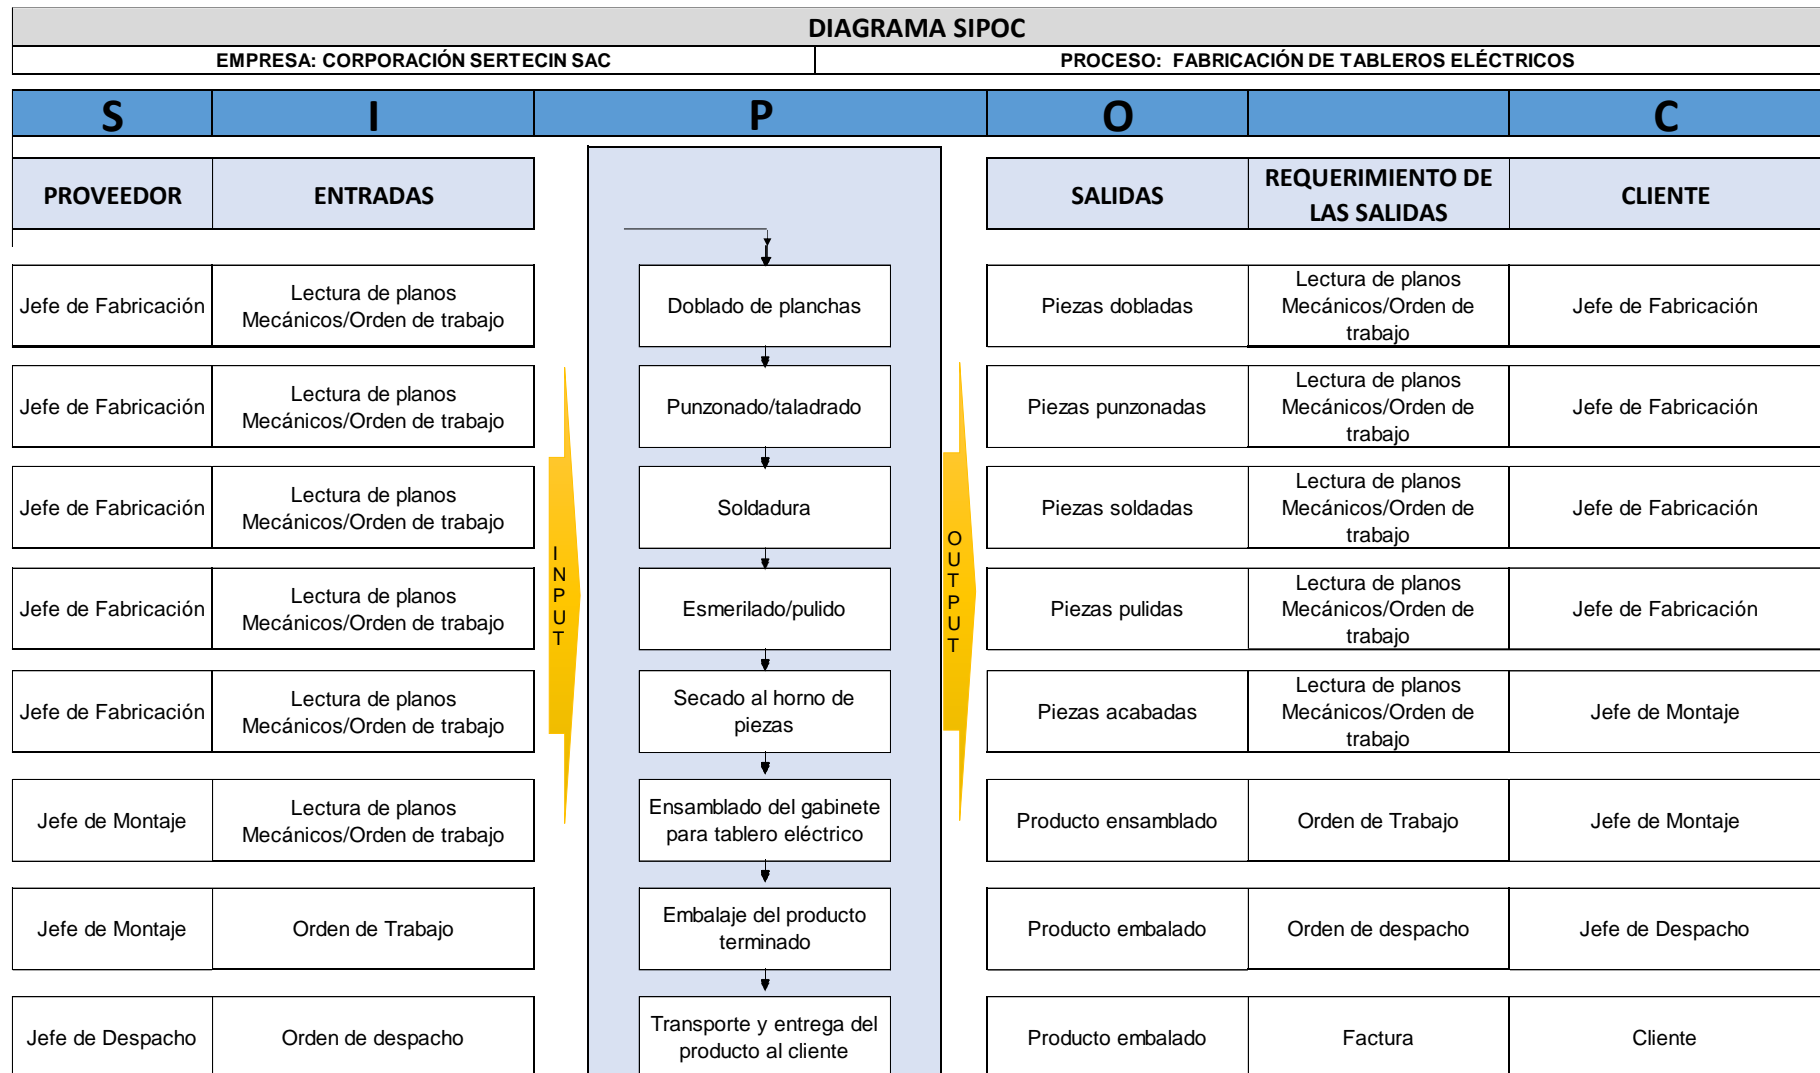 DIAGRAMA SIPOC
EMPRESA: CORPORACIÓN SERTECIN SAC
PROCESO: FABRICACIÓN DE TABLEROS ELÉCTRICOS
S
I
P
O
C
PROVEEDOR
ENTRADAS
SALIDAS
REQUERIMIENTO DE
LAS SALIDAS
CLIENTE
Jefe de Fabricación
Lectura de planos
Mecánicos/Orden de trabajo
Doblado de planchas
Piezas dobladas
Lectura de planos
Mecánicos/Orden de
trabajo
Jefe de Fabricación
Jefe de Fabricación
Lectura de planos
Mecánicos/Orden de trabajo
Punzonado/taladrado
Piezas punzonadas
Lectura de planos
Mecánicos/Orden de
trabajo
Jefe de Fabricación
Jefe de Fabricación
Lectura de planos
Mecánicos/Orden de trabajo
Soldadura
Piezas soldadas
Lectura de planos
Mecánicos/Orden de
trabajo
Jefe de Fabricación
INPUT
OUTPUT
Jefe de Fabricación
Lectura de planos
Mecánicos/Orden de trabajo
Esmerilado/pulido
Piezas pulidas
Lectura de planos
Mecánicos/Orden de
trabajo
Jefe de Fabricación
Jefe de Fabricación
Lectura de planos
Mecánicos/Orden de trabajo
Secado al horno de
piezas
Piezas acabadas
Lectura de planos
Mecánicos/Orden de
trabajo
Jefe de Montaje
Jefe de Montaje
Lectura de planos
Mecánicos/Orden de trabajo
Ensamblado del gabinete
para tablero eléctrico
Producto ensamblado
Orden de Trabajo
Jefe de Montaje
Jefe de Montaje
Orden de Trabajo
Embalaje del producto
terminado
Producto embalado
Orden de despacho
Jefe de Despacho
Jefe de Despacho
Orden de despacho
Transporte y entrega del
producto al cliente
Producto embalado
Factura
Cliente